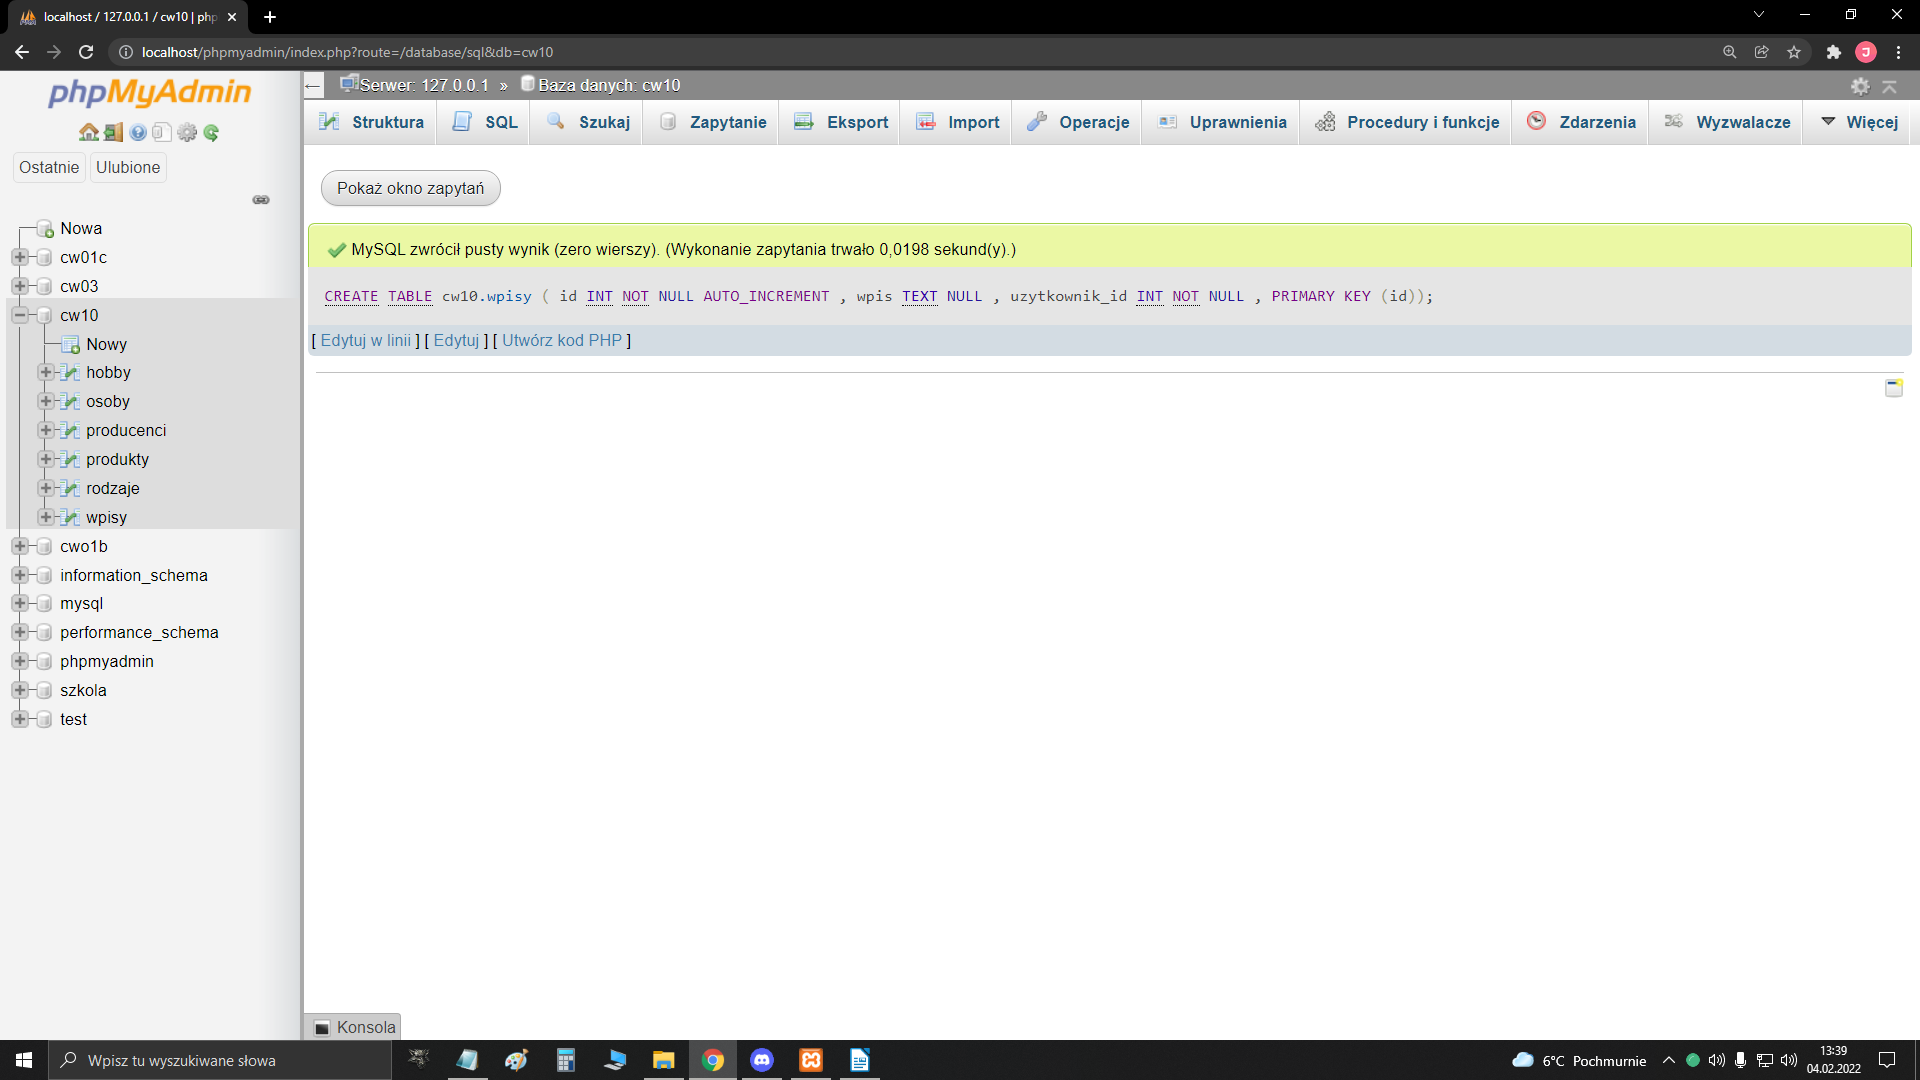 localhost / 127.0.0.1 / cw10 | php
localhost/phpmyadmin/index.php?route=/database/sql&db=cw10
J
phpMyAdmin
Ostatnie
Ulubione
Nowa
cw01c
cw03
cw10
Nowy
hobby
osoby
producenci
produkty
rodzaje
wpisy
cwo1b
information_schema
mysql
performance_schema
phpmyadmin
szkola
test
Serwer: 127.0.0.1 » Baza danych: cw10
Struktura SQL Szukaj Zapytanie Eksport Import Operacje Uprawnienia Procedury i funkcje Zdarzenia Wyzwalacze Więcej
Pokaż okno zapytań
MySQL zwrócił pusty wynik (zero wierszy). (Wykonanie zapytania trwało 0,0198 sekund(y).)
CREATE TABLE cw10.wpisy ( id INT NOT NULL AUTO_INCREMENT , wpis TEXT NULL , uzytkownik_id INT NOT NULL , PRIMARY KEY (id));
[ Edytuj w linii ] [ Edytuj ] [ Utwórz kod PHP ]
Konsola
Wpisz tu wyszukiwane słowa
6°C Pochmurnie
13:39
04.02.2022